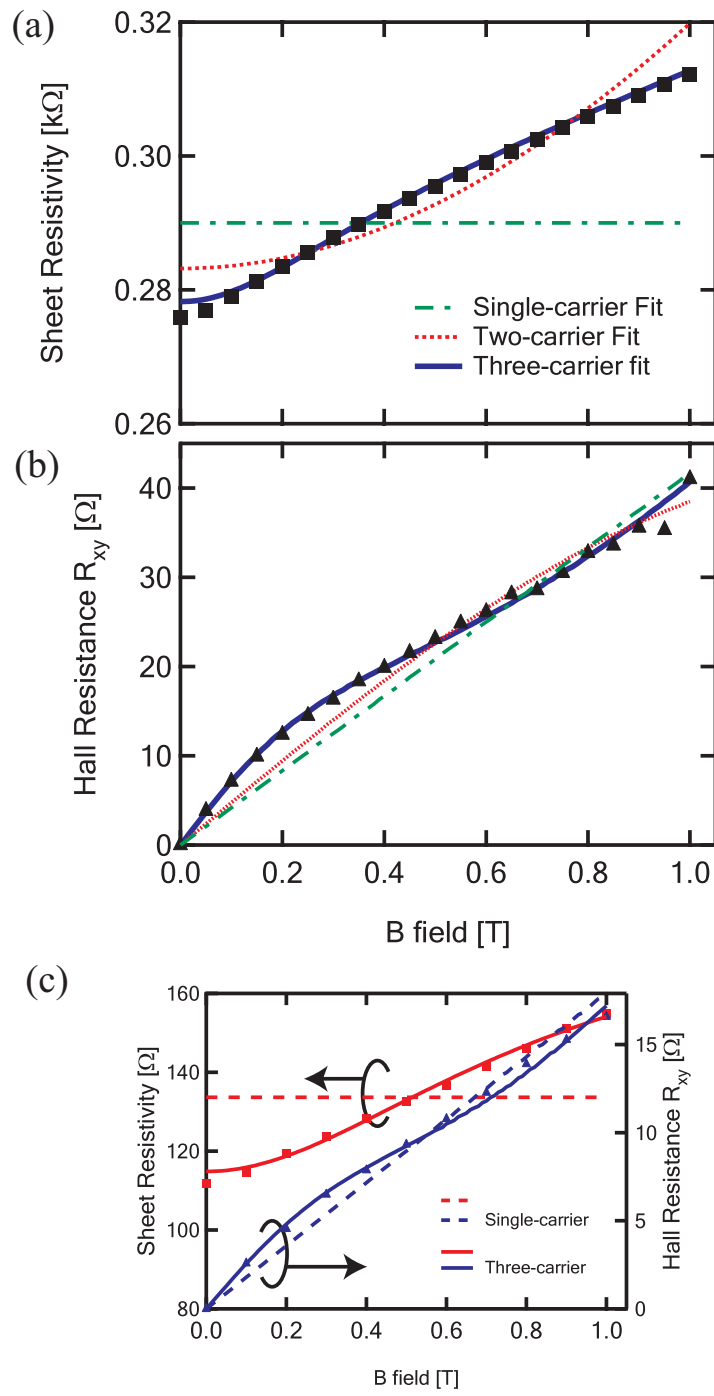 (a)
0.32
0.30
0.28
0.26
Sheet Resistivity [kΩ]
Single-carrier Fit
Two-carrier Fit
Three-carrier fit
(b)
40
30
20
10
0
Hall Resistance R_xy [Ω]
0.0 0.2 0.4 0.6 0.8 1.0
B field [T]
(c)
160
140
120
100
80
Sheet Resistivity [Ω]
15
10
5
0
Hall Resistance R_xy [Ω]
Single-carrier
Three-carrier
0.0 0.2 0.4 0.6 0.8 1.0
B field [T]